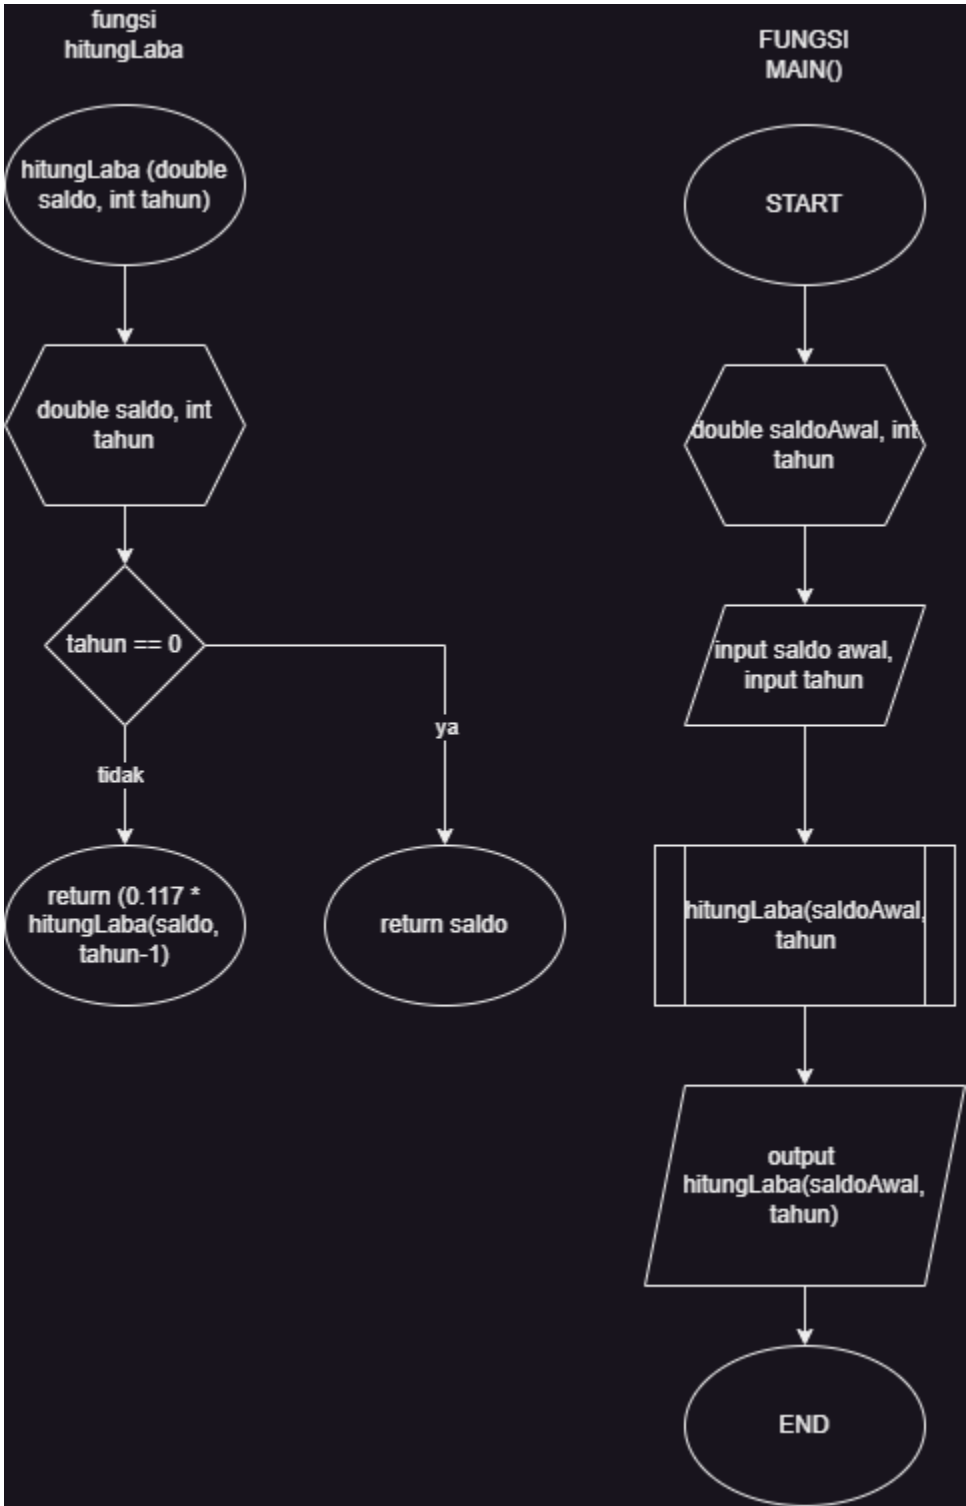 fungsi
hitungLaba
hitungLaba (double
saldo, int tahun)
double saldo, int
tahun
tahun == 0
ya
tidak
return (0.117 *
hitungLaba(saldo,
tahun-1)
return saldo
FUNGSI
MAIN()
START
double saldoAwal, int
tahun
input saldo awal,
input tahun
hitungLaba(saldoAwal,
tahun
output
hitungLaba(saldoAwal,
tahun)
END